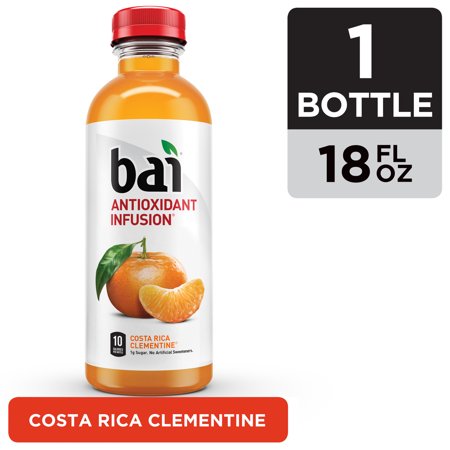 1
BOTTLE
18 FL OZ
bai
ANTIOXIDANT
INFUSION®
10
COSTA RICA
CLEMENTINE
1g Sugar. No Artificial Sweeteners.
COSTA RICA CLEMENTINE